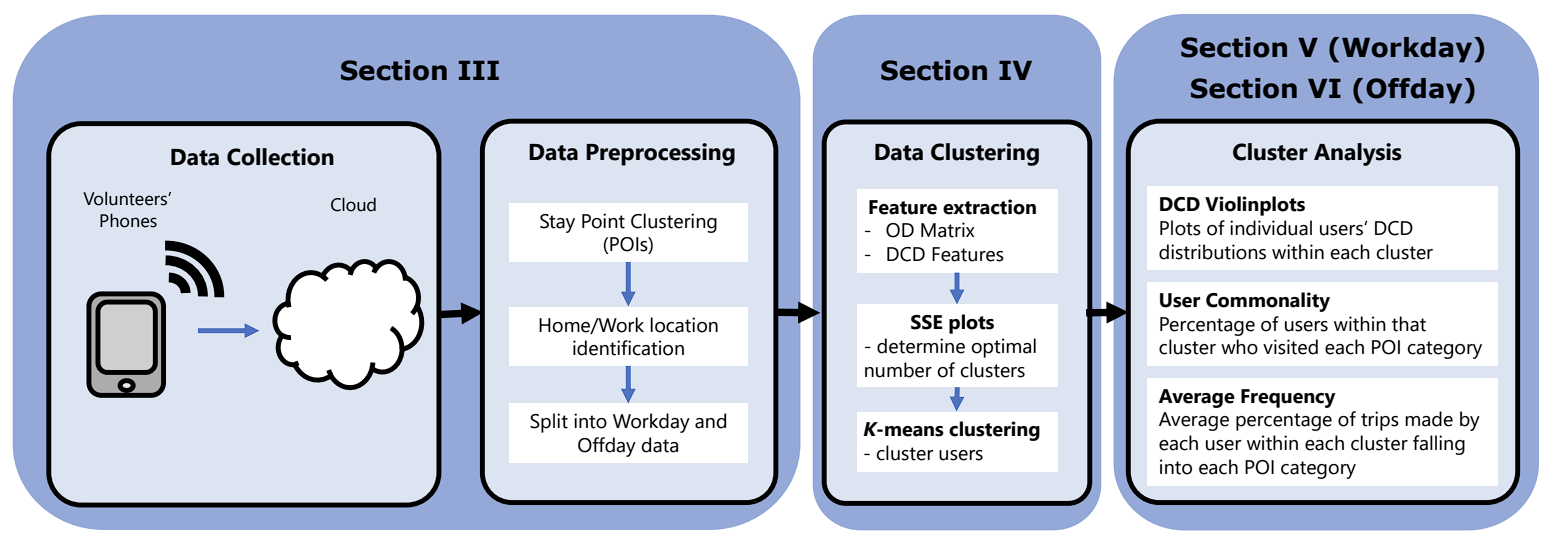 Section III
Data Collection
Volunteers’
Phones
Cloud
Data Preprocessing
Stay Point Clustering
(POIs)
Home/Work location
identification
Split into Workday and
Offday data
Section IV
Data Clustering
Feature extraction
- OD Matrix
- DCD Features
SSE plots
- determine optimal
number of clusters
K-means clustering
- cluster users
Section V (Workday)
Section VI (Offday)
Cluster Analysis
DCD Violinplots
Plots of individual users’ DCD
distributions within each cluster
User Commonality
Percentage of users within that
cluster who visited each POI category
Average Frequency
Average percentage of trips made by
each user within each cluster falling
into each POI category